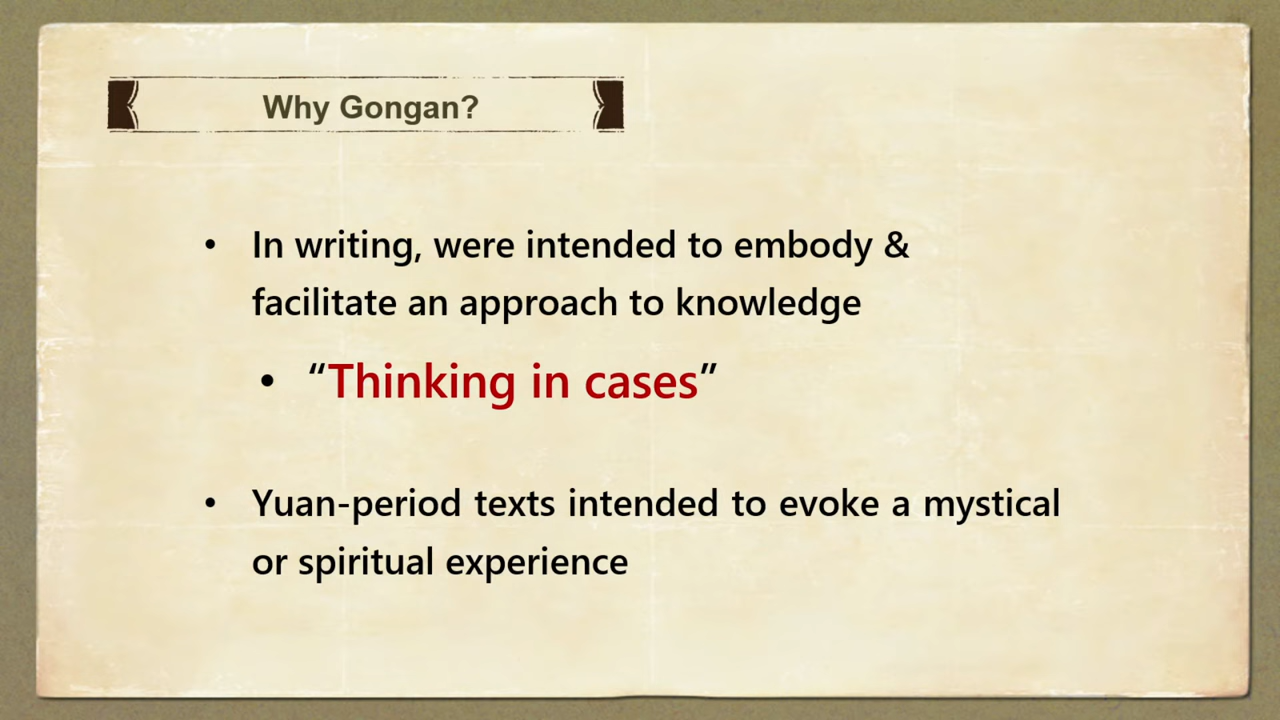 Why Gongan?
• In writing, were intended to embody &
facilitate an approach to knowledge
• “Thinking in cases”
• Yuan-period texts intended to evoke a mystical
or spiritual experience